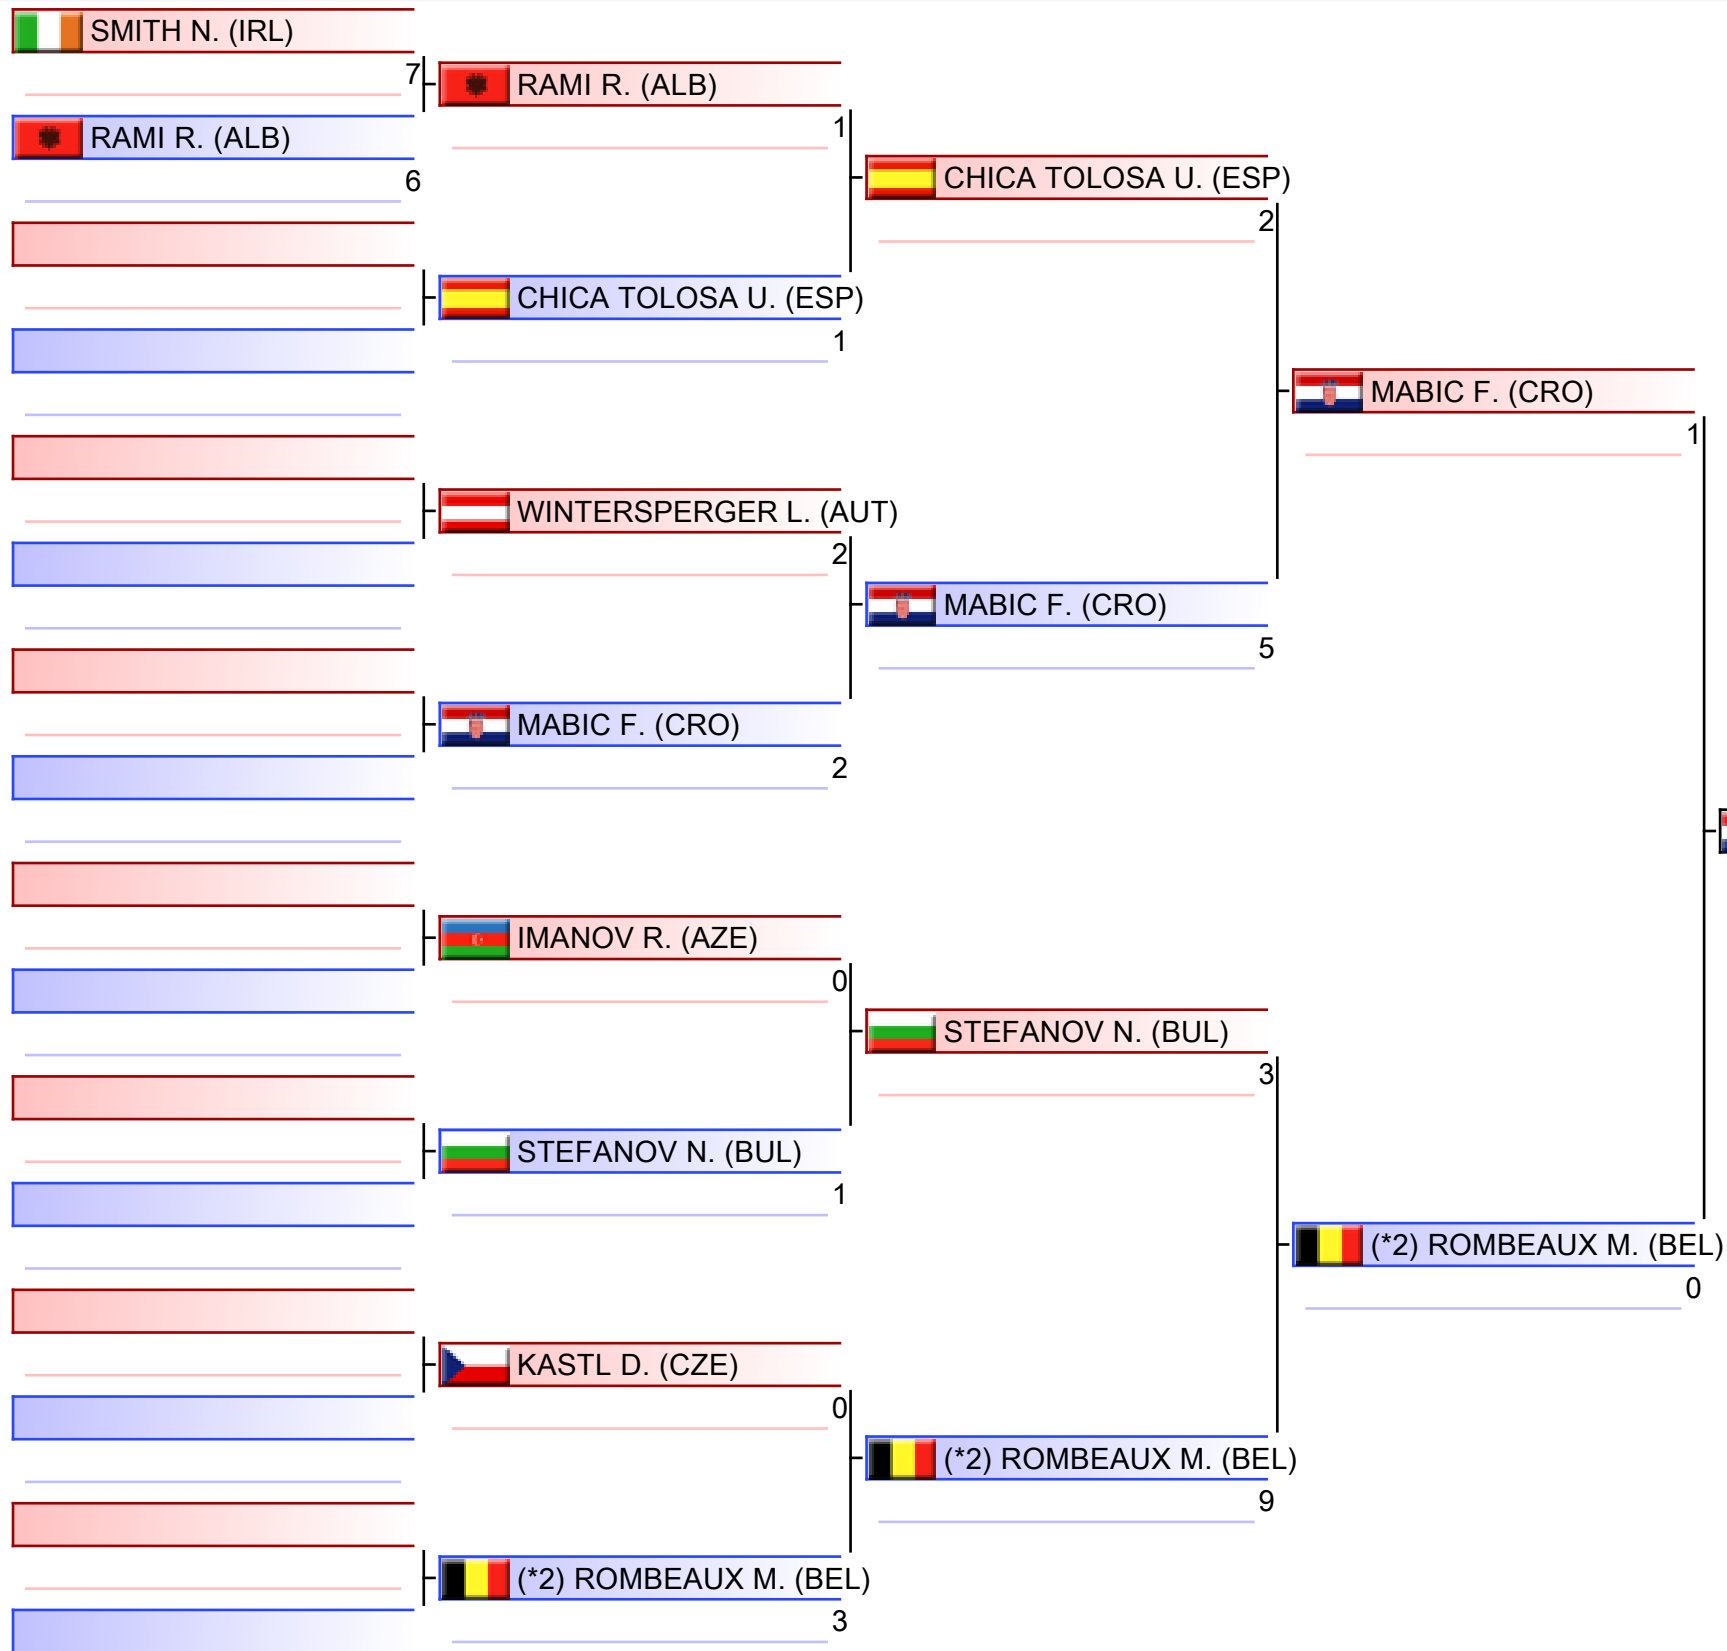 SMITH N. (IRL)
7
RAMI R. (ALB)
6
RAMI R. (ALB)
1
CHICA TOLOSA U. (ESP)
1
WINTERSPERGER L. (AUT)
2
MABIC F. (CRO)
2
IMANOV R. (AZE)
0
STEFANOV N. (BUL)
1
KASTL D. (CZE)
0
(*2) ROMBEAUX M. (BEL)
3
CHICA TOLOSA U. (ESP)
2
MABIC F. (CRO)
5
STEFANOV N. (BUL)
3
(*2) ROMBEAUX M. (BEL)
9
MABIC F. (CRO)
1
(*2) ROMBEAUX M. (BEL)
0